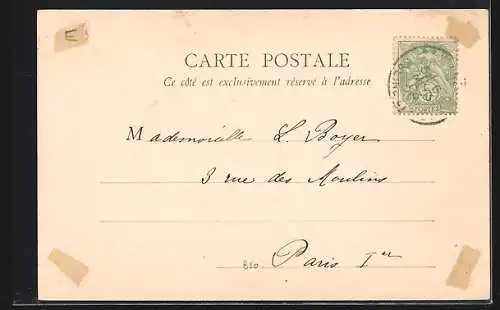 CARTE POSTALE
Ce côté est exclusivement réservé à l'adresse
Mademoiselle L. Boyer
3 rue des Moulins
Paris Ier